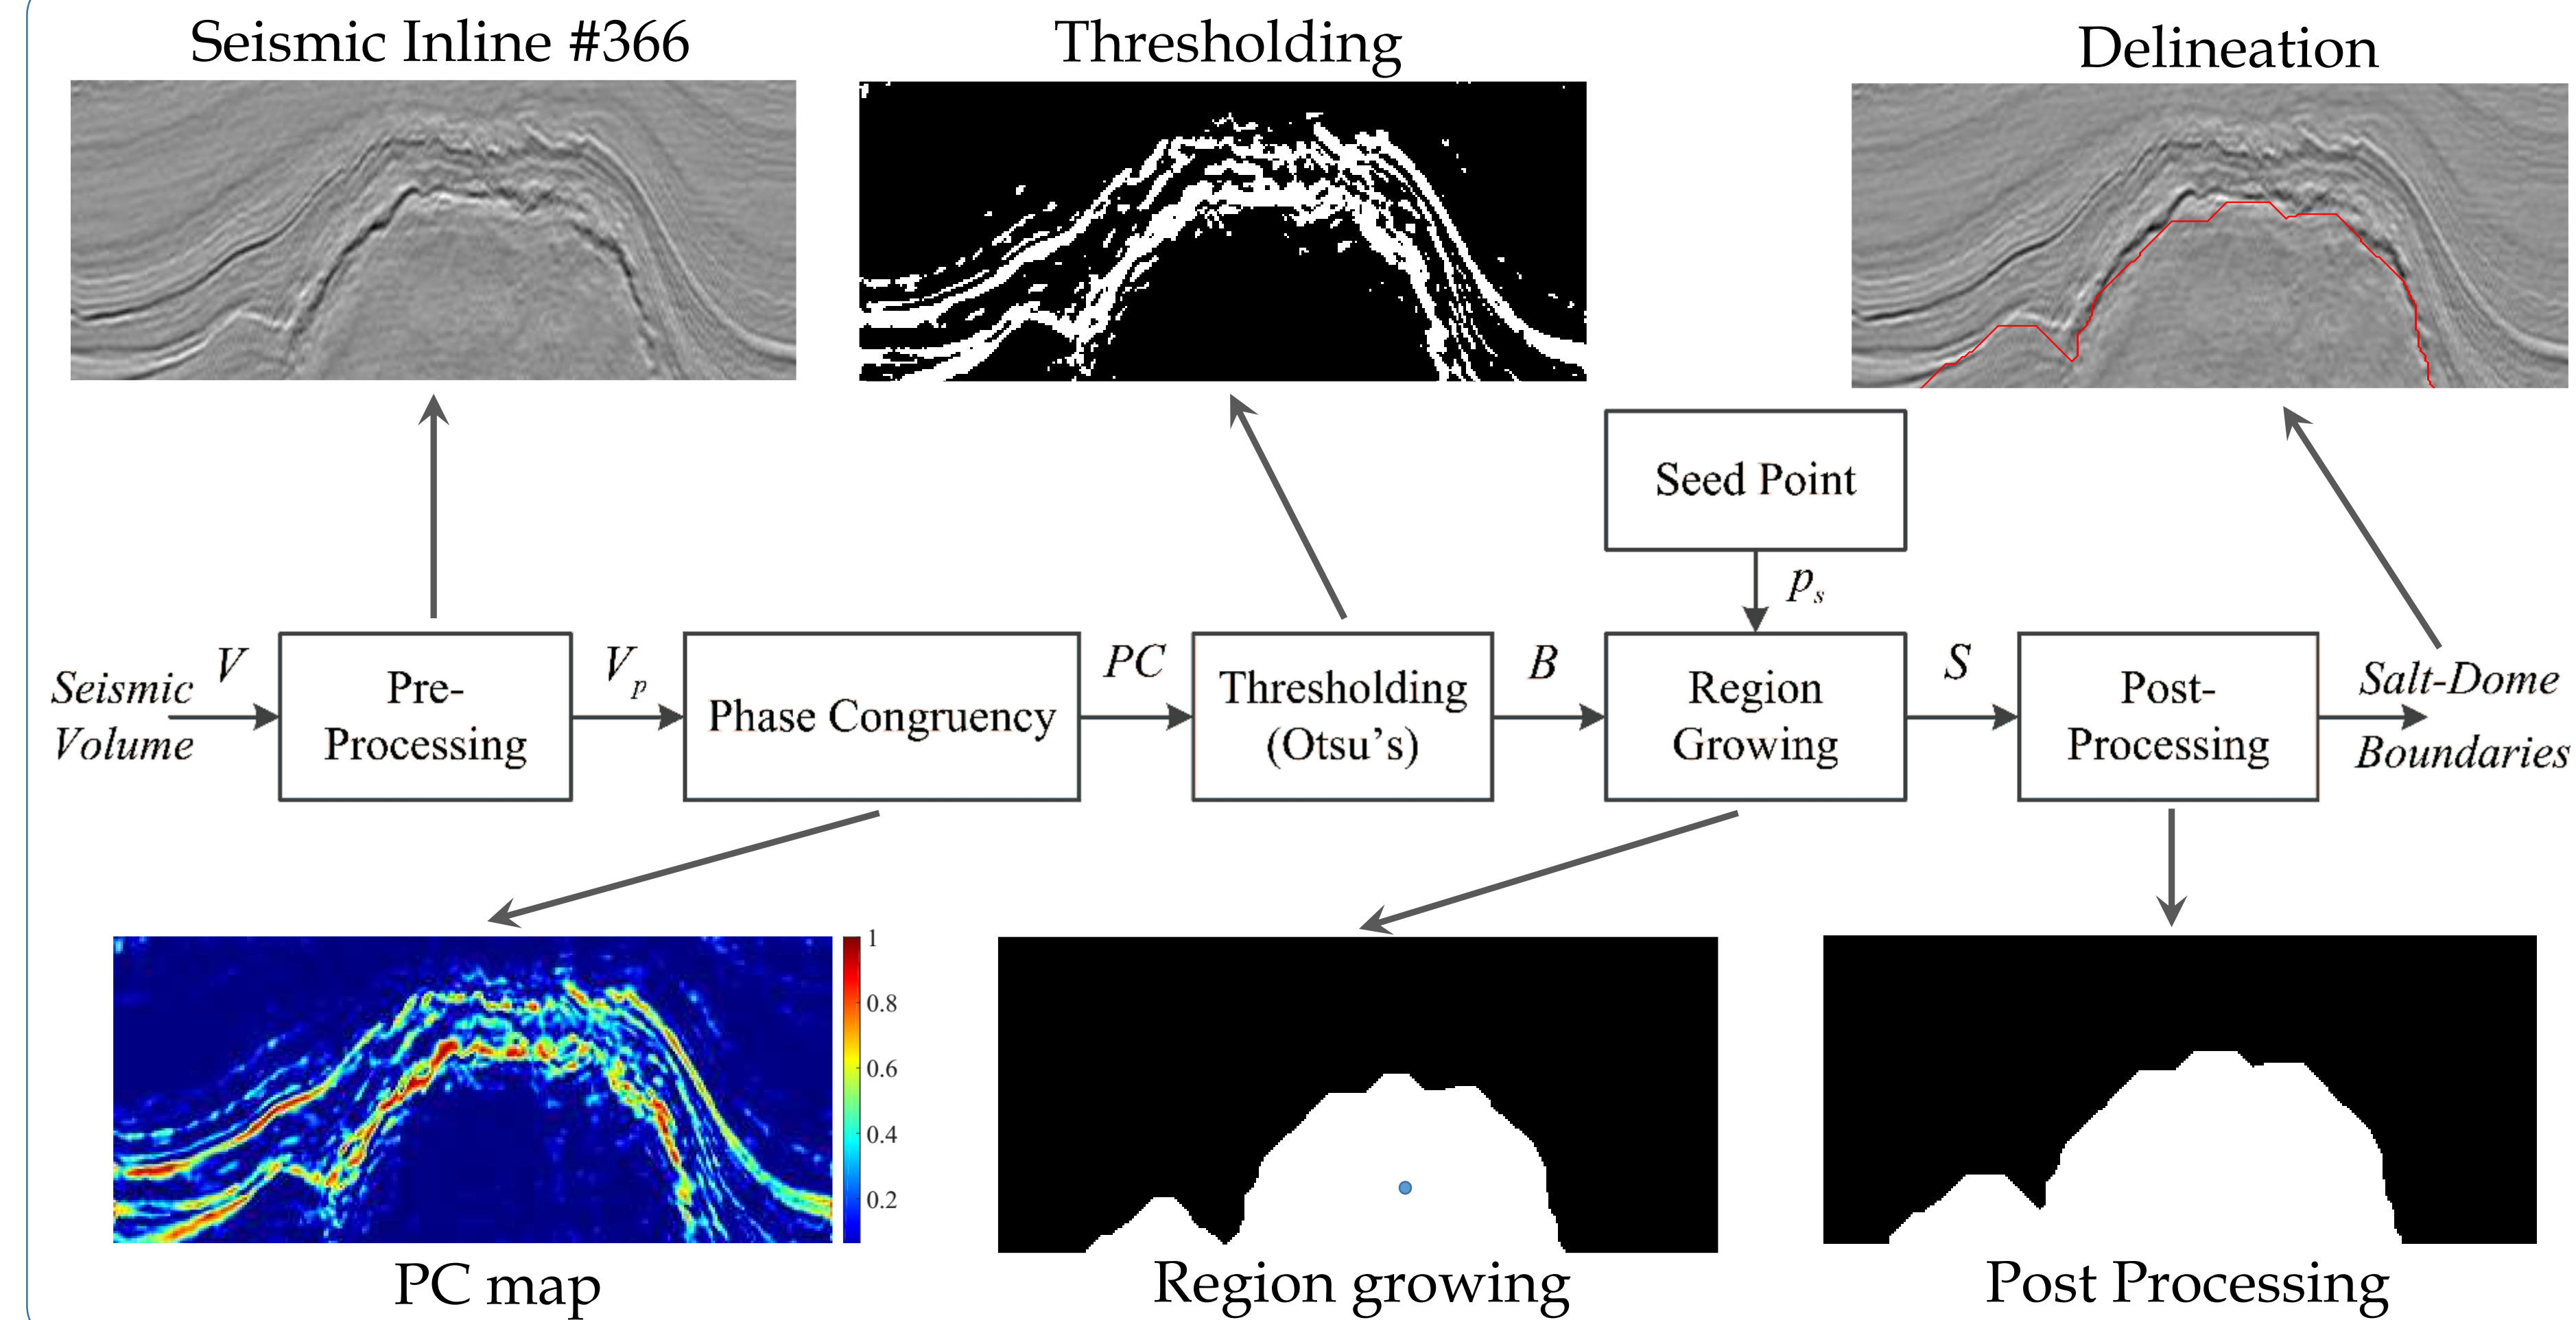 Seismic Inline #366
Thresholding
Delineation
Seed Point
p_s
Seismic
Volume
V
Pre-
Processing
V_p
Phase Congruency
PC
Thresholding
(Otsu's)
B
Region
Growing
S
Post-
Processing
Salt-Dome
Boundaries
1
0.8
0.6
0.4
0.2
PC map
Region growing
Post Processing